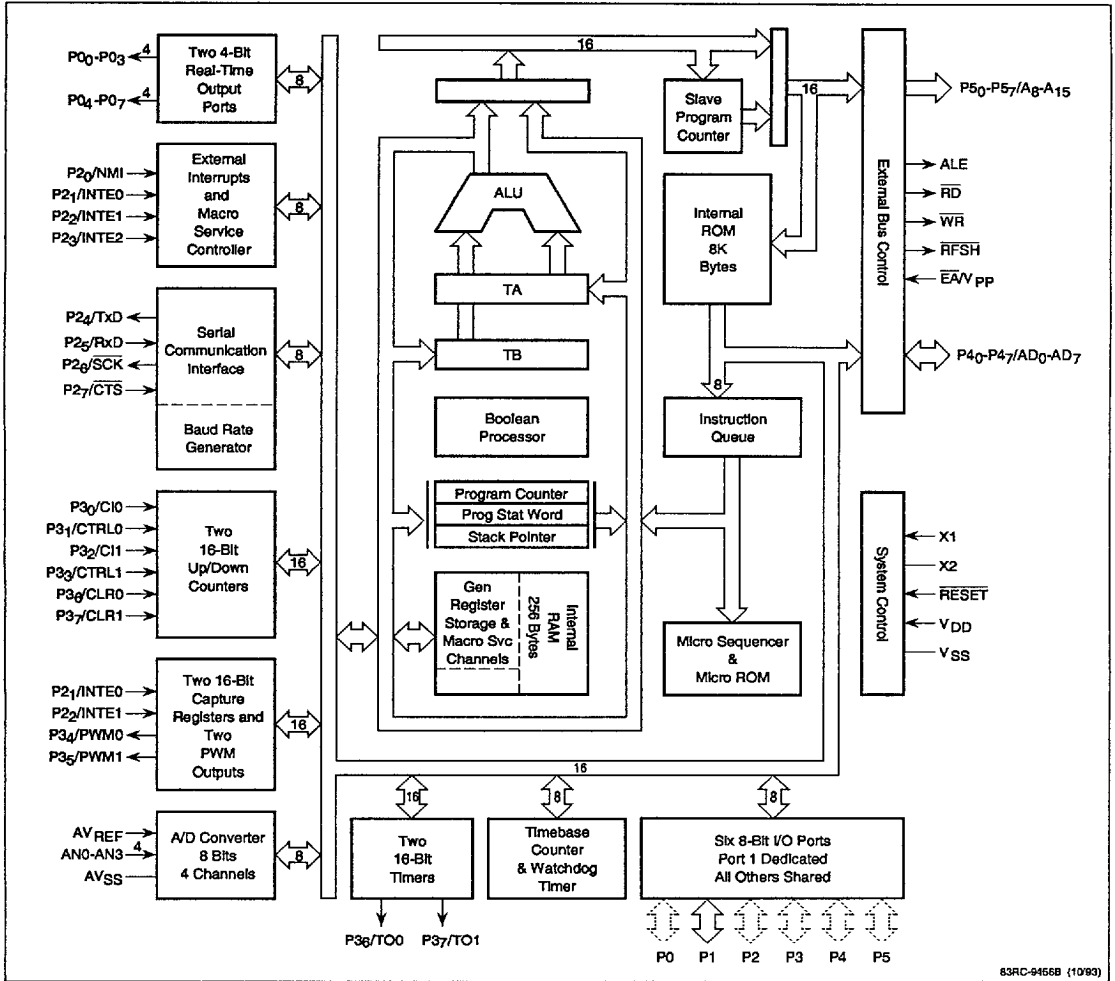 P00-P03
4
P04-P07
4
Two 4-Bit
Real-Time
Output
Ports
8
P20/NMI
P21/INTE0
P22/INTE1
P23/INTE2
External
Interrupts
and
Macro
Service
Controller
8
P24/TxD
P25/RxD
P26/SCK
P27/CTS
Serial
Communication
Interface
Baud Rate
Generator
8
P30/CI0
P31/CTRL0
P32/CI1
P33/CTRL1
P36/CLR0
P37/CLR1
Two
16-Bit
Up/Down
Counters
16
P21/INTE0
P22/INTE1
P34/PWM0
P35/PWM1
Two 16-Bit
Capture
Registers and
Two
PWM
Outputs
16
AVREF
AN0-AN3
4
AVSS
A/D Converter
8 Bits
4 Channels
8
16
ALU
TA
TB
Boolean
Processor
Program Counter
Prog Stat Word
Stack Pointer
Gen
Register
Storage &
Macro Svc
Channels
Internal
RAM
256 Bytes
Slave
Program
Counter
16
Internal
ROM
8K
Bytes
8
Instruction
Queue
Micro Sequencer
&
Micro ROM
External Bus Control
P50-P57/A8-A15
ALE
RD
WR
RFSH
EA/VPP
P40-P47/AD0-AD7
System Control
X1
X2
RESET
VDD
VSS
16
16
8
8
Two
16-Bit
Timers
P36/TO0
P37/TO1
Timebase
Counter
& Watchdog
Timer
Six 8-Bit I/O Ports
Port 1 Dedicated
All Others Shared
P0
P1
P2
P3
P4
P5
83RC-9456B (10/93)